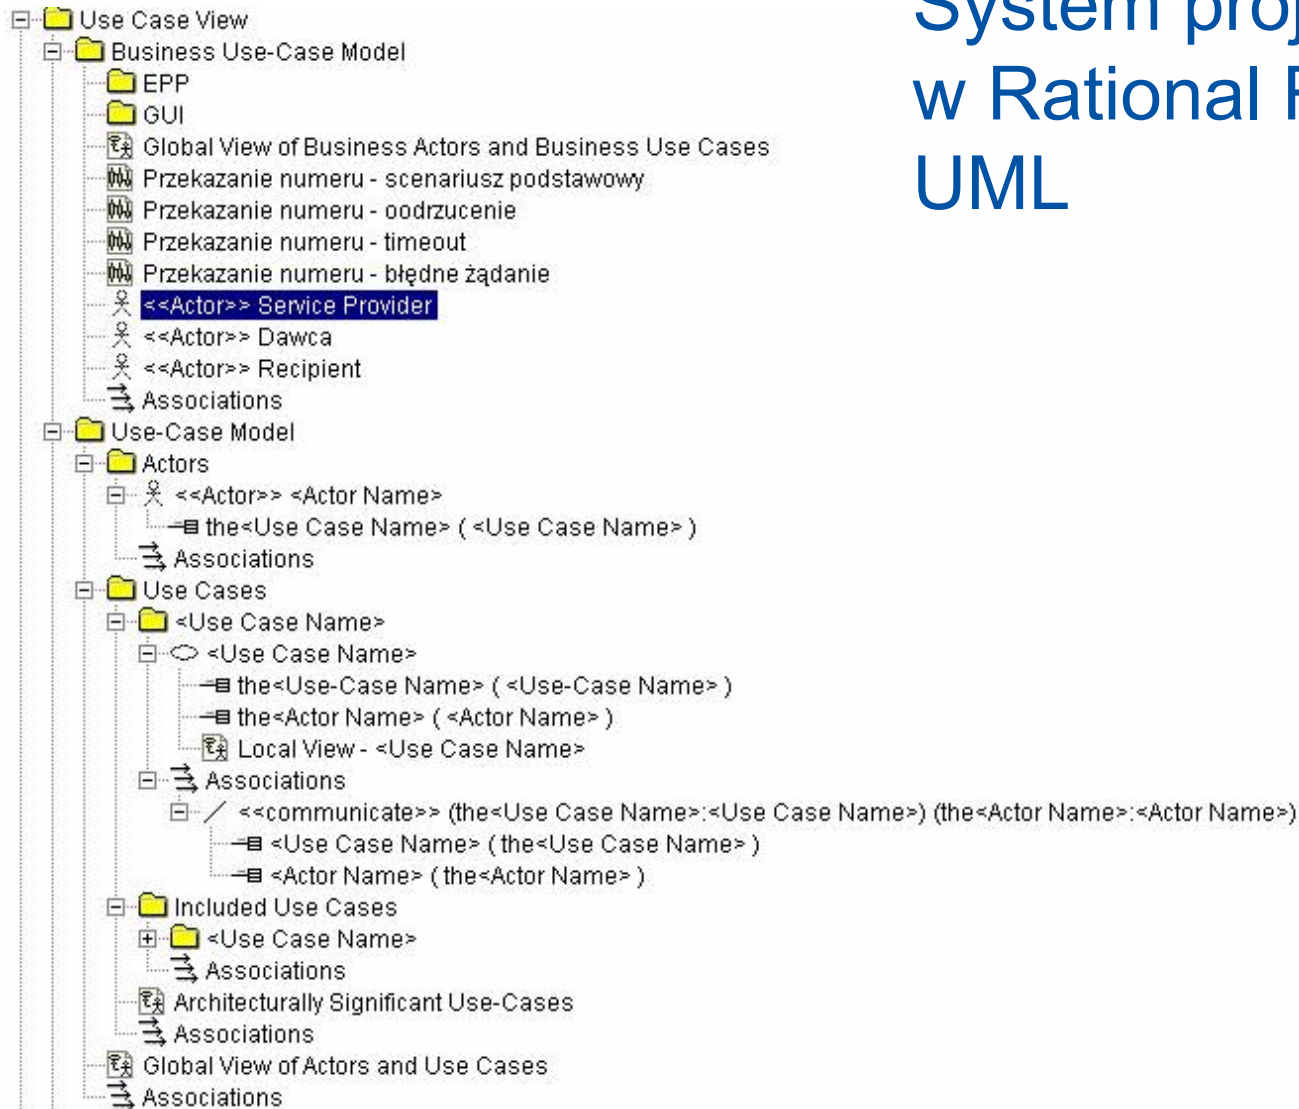 System proj
w Rational R
UML
Use Case View
Business Use-Case Model
EPP
GUI
Global View of Business Actors and Business Use Cases
Przekazanie numeru - scenariusz podstawowy
Przekazanie numeru - oodrzucenie
Przekazanie numeru - timeout
Przekazanie numeru - błędne żądanie
<<Actor>> Service Provider
<<Actor>> Dawca
<<Actor>> Recipient
Associations
Use-Case Model
Actors
<<Actor>> <Actor Name>
the<Use Case Name> ( <Use Case Name> )
Associations
Use Cases
<Use Case Name>
<Use Case Name>
the<Use-Case Name> ( <Use-Case Name> )
the<Actor Name> ( <Actor Name> )
Local View - <Use Case Name>
Associations
<<communicate>> (the<Use Case Name>:<Use Case Name>) (the<Actor Name>:<Actor Name>)
<Use Case Name> ( the<Use Case Name> )
<Actor Name> ( the<Actor Name> )
Included Use Cases
<Use Case Name>
Associations
Architecturally Significant Use-Cases
Associations
Global View of Actors and Use Cases
Associations